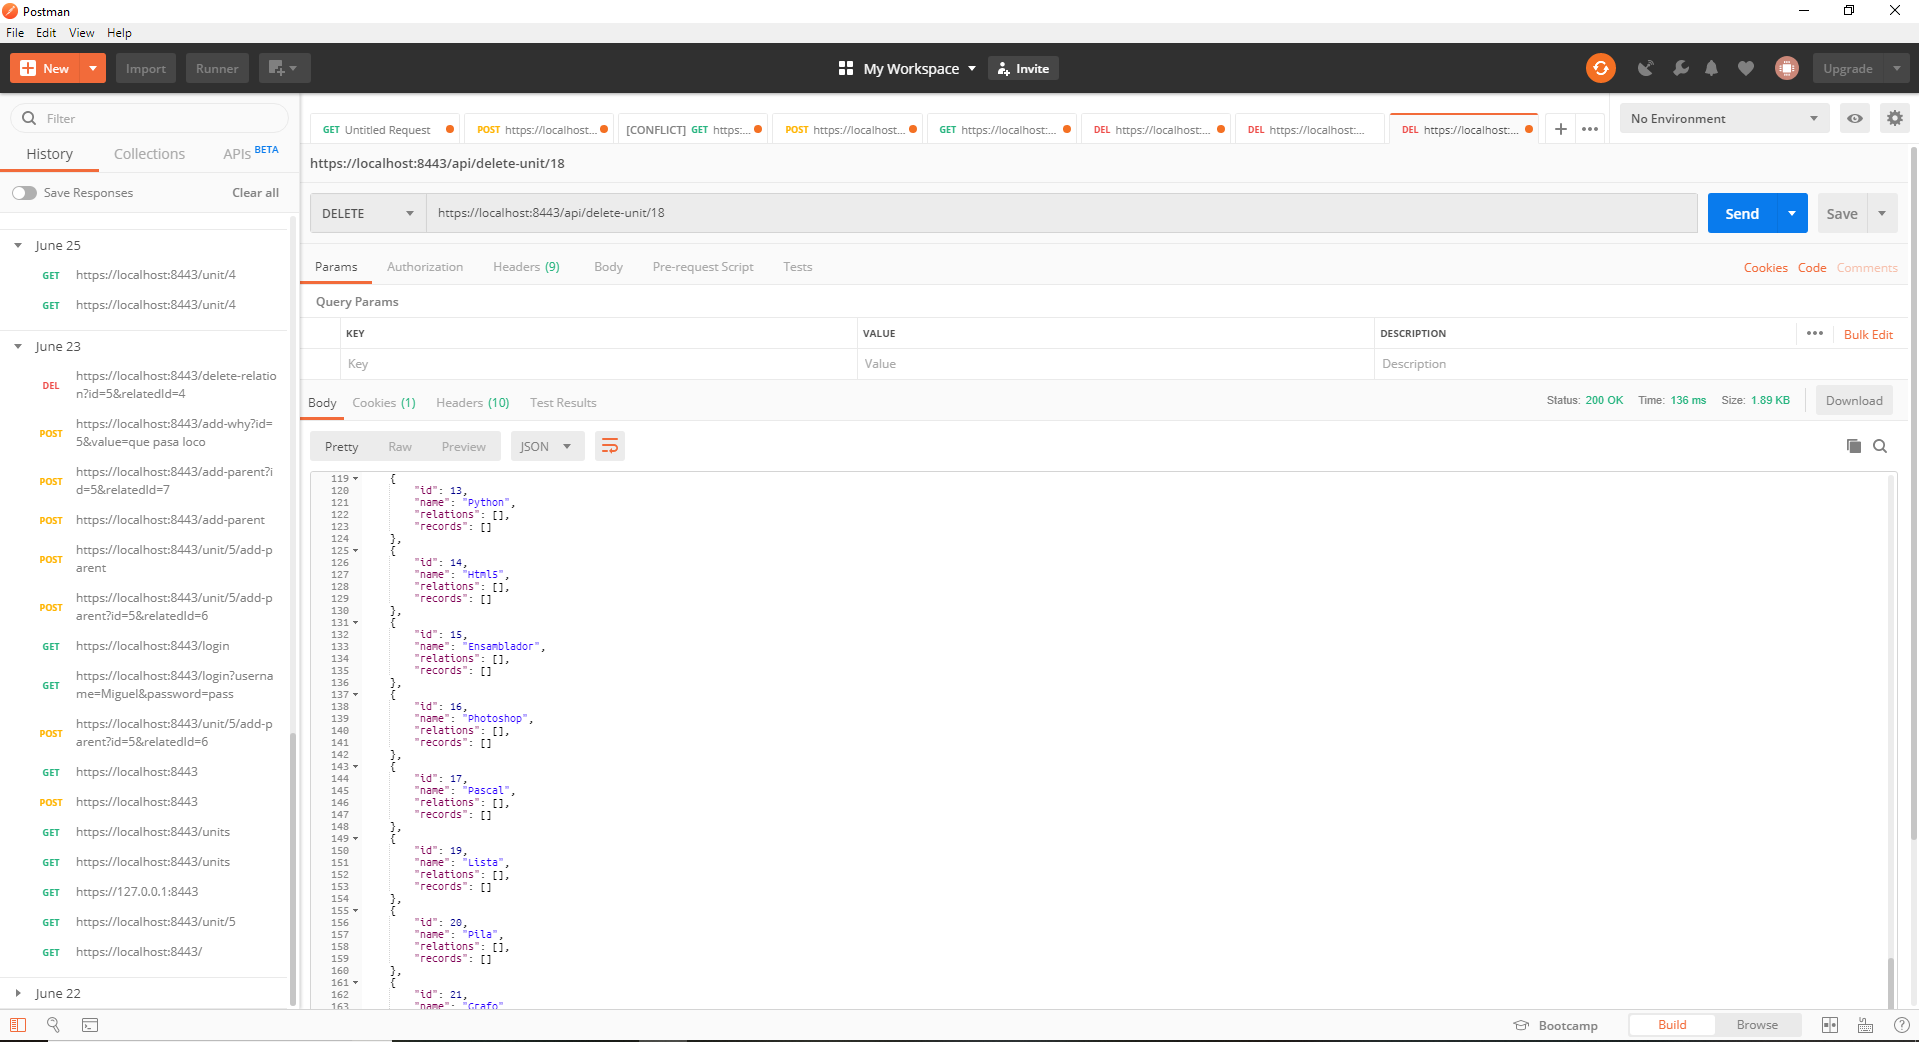 Postman
File Edit View Help
New Import Runner My Workspace Invite Upgrade
Filter
History Collections APIs BETA
Save Responses Clear all
June 25
GET https://localhost:8443/unit/4
GET https://localhost:8443/unit/4
June 23
DEL https://localhost:8443/delete-relatio
n?id=5&relatedId=4
POST https://localhost:8443/add-why?id=
5&value=que pasa loco
POST https://localhost:8443/add-parent?i
d=5&relatedId=7
POST https://localhost:8443/add-parent
POST https://localhost:8443/unit/5/add-p
arent
POST https://localhost:8443/unit/5/add-p
arent?id=5&relatedId=6
GET https://localhost:8443/login
GET https://localhost:8443/login?userna
me=Miguel&password=pass
POST https://localhost:8443/unit/5/add-p
arent?id=5&relatedId=6
GET https://localhost:8443
POST https://localhost:8443
GET https://localhost:8443/units
GET https://localhost:8443/units
GET https://127.0.0.1:8443
GET https://localhost:8443/unit/5
GET https://localhost:8443/
June 22
GET Untitled Request POST https://localhost... [CONFLICT] GET https:... POST https://localhost... GET https://localhost:... DEL https://localhost:... DEL https://localhost:... DEL https://localhost:... No Environment
https://localhost:8443/api/delete-unit/18
DELETE https://localhost:8443/api/delete-unit/18 Send Save
Params Authorization Headers (9) Body Pre-request Script Tests Cookies Code Comments
Query Params
KEY VALUE DESCRIPTION Bulk Edit
Key Value Description
Body Cookies (1) Headers (10) Test Results Status: 200 OK Time: 136 ms Size: 1.89 KB Download
Pretty Raw Preview JSON
119 {
120 "id": 13,
121 "name": "Python",
122 "relations": [],
123 "records": []
124 },
125 {
126 "id": 14,
127 "name": "Html5",
128 "relations": [],
129 "records": []
130 },
131 {
132 "id": 15,
133 "name": "Ensamblador",
134 "relations": [],
135 "records": []
136 },
137 {
138 "id": 16,
139 "name": "Photoshop",
140 "relations": [],
141 "records": []
142 },
143 {
144 "id": 17,
145 "name": "Pascal",
146 "relations": [],
147 "records": []
148 },
149 {
150 "id": 19,
151 "name": "Lista",
152 "relations": [],
153 "records": []
154 },
155 {
156 "id": 20,
157 "name": "Pila",
158 "relations": [],
159 "records": []
160 },
161 {
162 "id": 21,
163 "name": "Grafo"
Bootcamp Build Browse